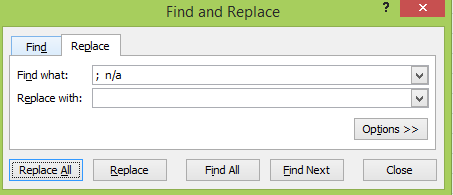 Find and Replace
?
Find
Replace
Find what: ; n/a
Replace with:
Options >>
Replace All Replace Find All Find Next Close